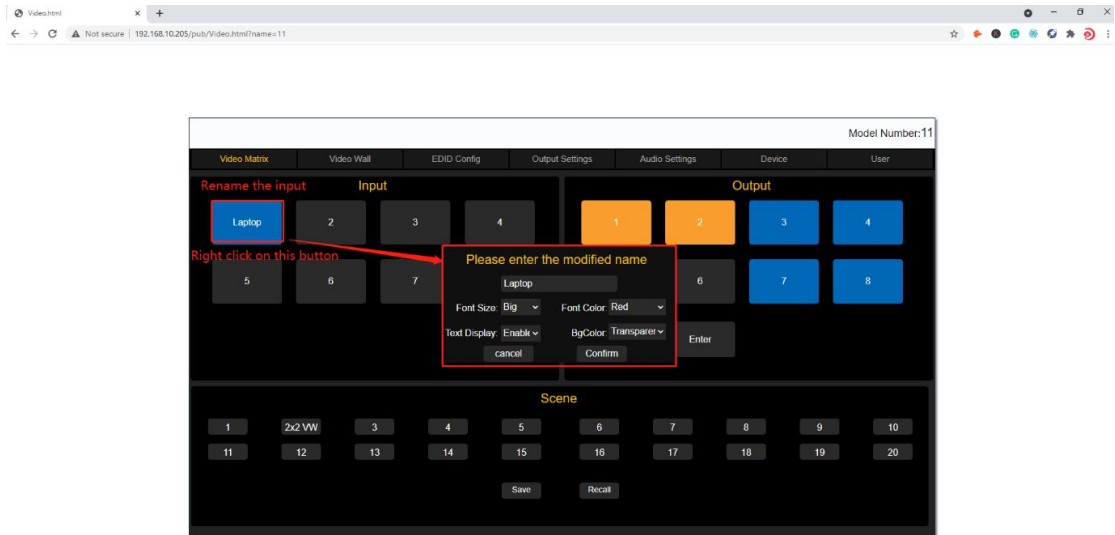 Video.html
Not secure | 192.168.10.205/pub/Video.html?name=11
Model Number:11
Video Matrix Video Wall EDID Config Output Settings Audio Settings Device User
Rename the input Input Output
Laptop 2 3 4 1 2 3 4
Right click on this button
Please enter the modified name
5 6 7 6 7 8
Laptop
Font Size: Big Font Color: Red
Text Display: Enable BgColor: Transparer
Enter
cancel Confirm
Scene
1 2x2 VW 3 4 5 6 7 8 9 10
11 12 13 14 15 16 17 18 19 20
Save Recall